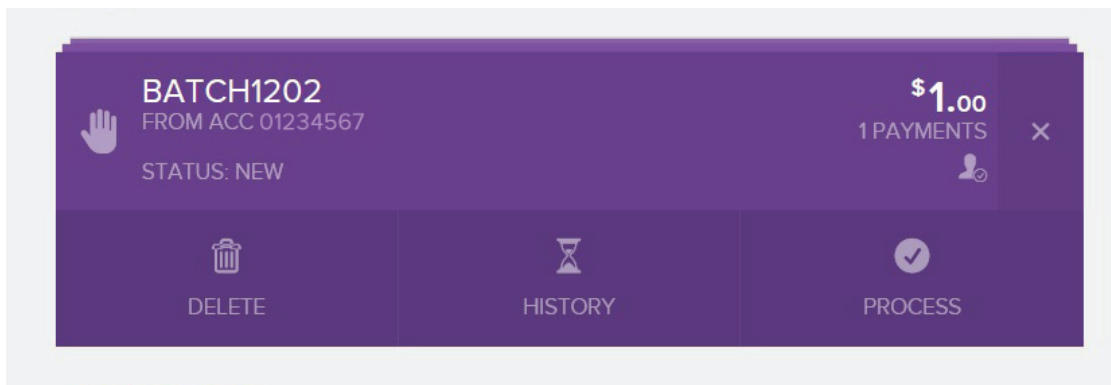 BATCH1202
FROM ACC 01234567
STATUS: NEW
$1.00
1 PAYMENTS
DELETE
HISTORY
PROCESS